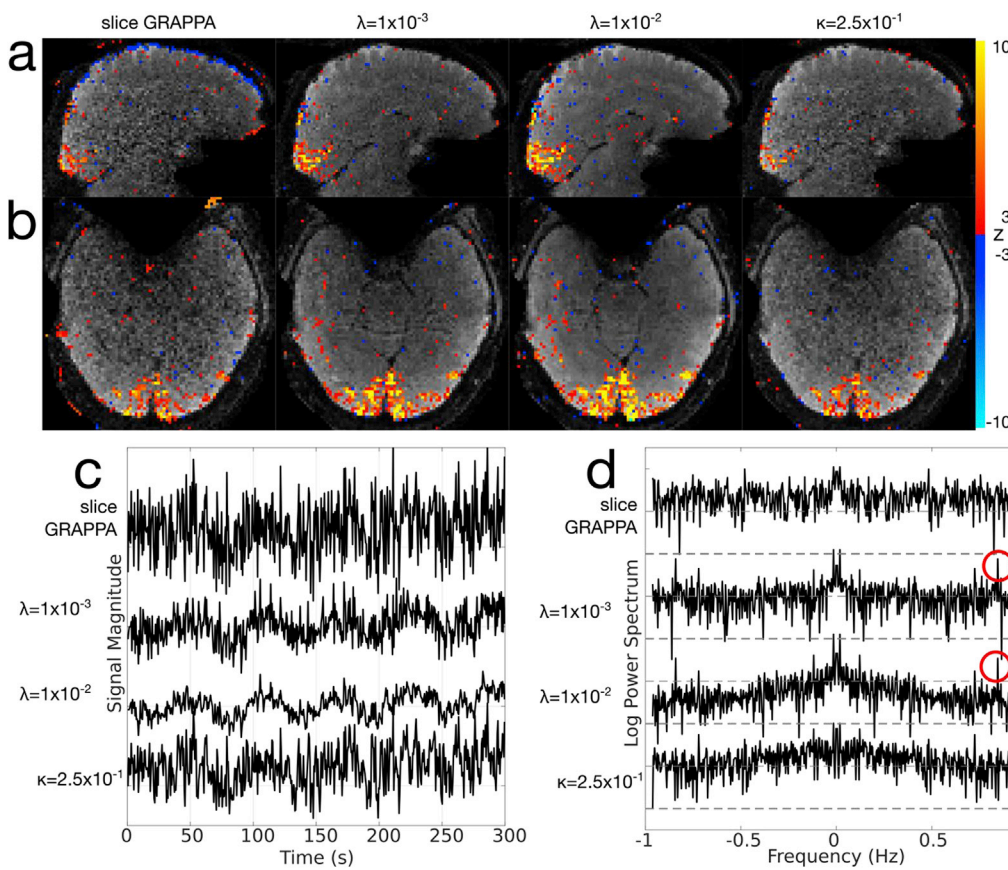 slice GRAPPA λ=1x10⁻³ λ=1x10⁻² κ=2.5x10⁻¹
a
10
3
z
-3
b
-10
c
slice
GRAPPA
λ=1x10⁻³
λ=1x10⁻²
κ=2.5x10⁻¹
Signal Magnitude
0 50 100 150 200 250 300
Time (s)
d
slice
GRAPPA
λ=1x10⁻³
λ=1x10⁻²
κ=2.5x10⁻¹
Log Power Spectrum
-1 -0.5 0 0.5
Frequency (Hz)